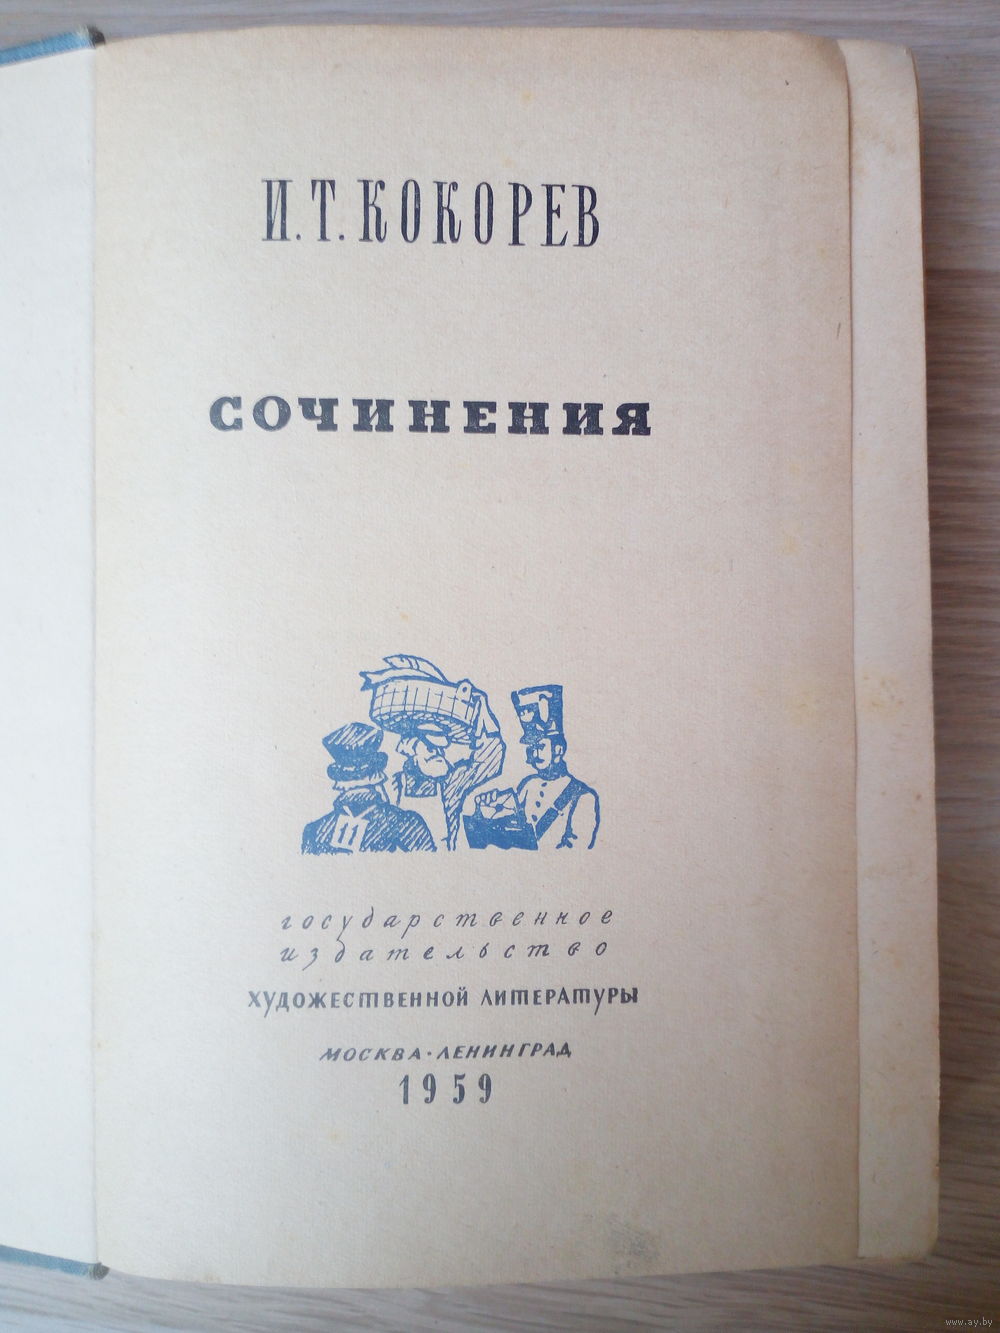 И.Т.КОКОРЕВ
СОЧИНЕНИЯ
11
государственное
издательство
ХУДОЖЕСТВЕННОЙ ЛИТЕРАТУРЫ
МОСКВА·ЛЕНИНГРАД
1959
www.ay.by